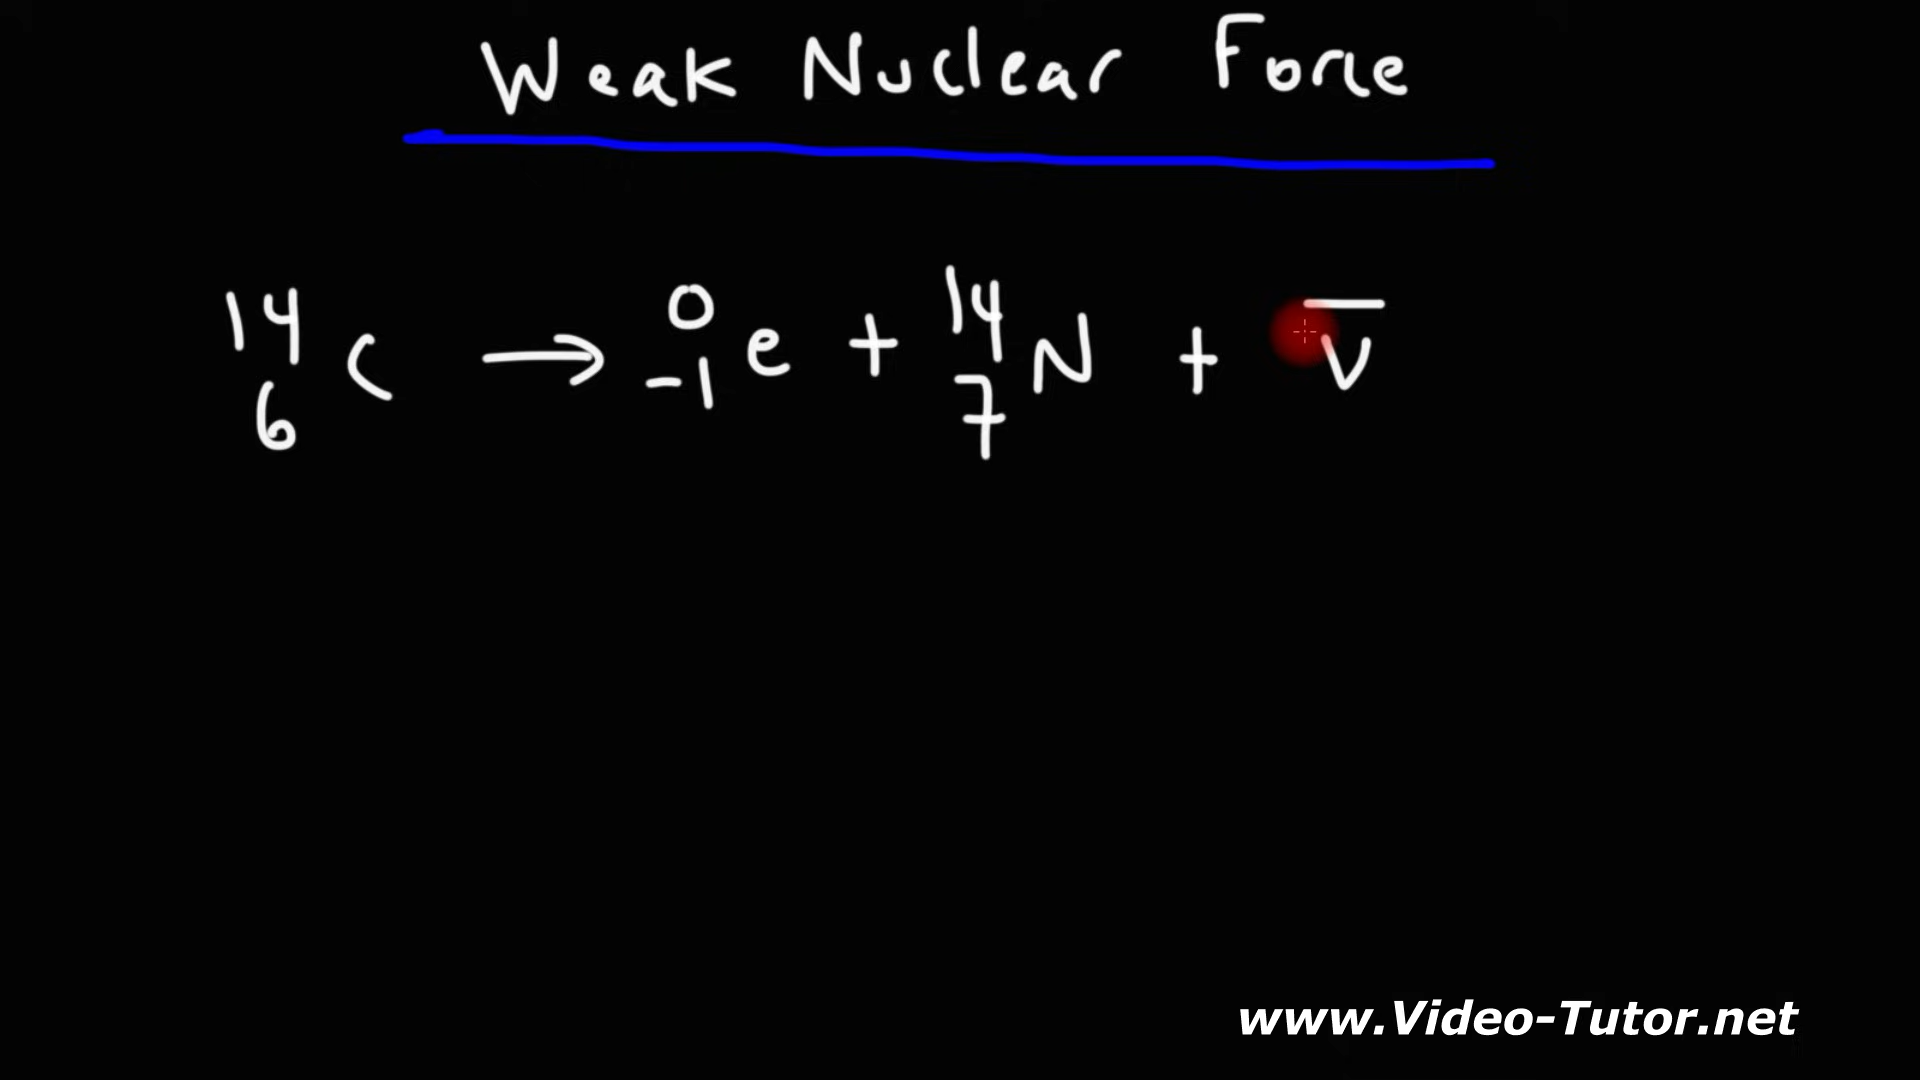 Weak Nuclear Force
¹⁴₆C → ⁰₋₁e + ¹⁴₇N + v̅
www.Video-Tutor.net